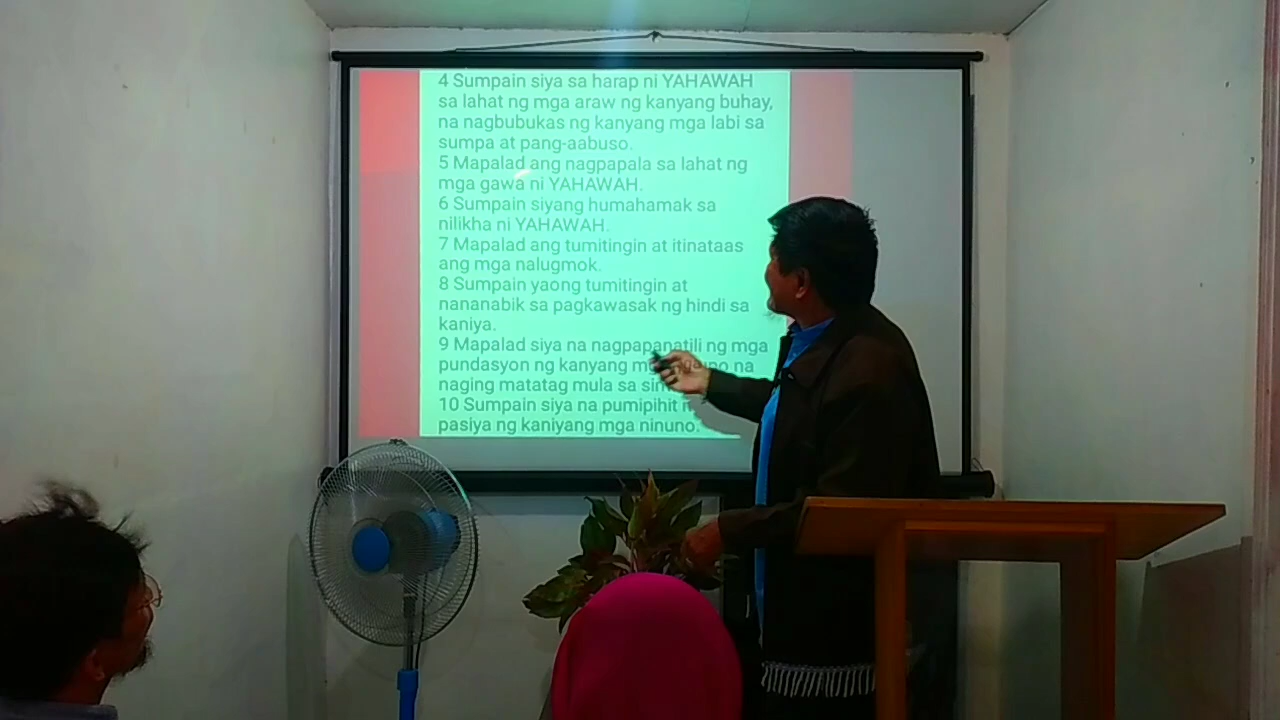 4 Sumpain siya sa harap ni YAHAWAH
sa lahat ng mga araw ng kanyang buhay,
na nagbubukas ng kanyang mga labi sa
sumpa at pang-aabuso.
5 Mapalad ang nagpapala sa lahat ng
mga gawa ni YAHAWAH.
6 Sumpain siyang humahamak sa
nilikha ni YAHAWAH.
7 Mapalad ang tumitingin at itinataas
ang mga nalugmok.
8 Sumpain yaong tumitingin at
nananabik sa pagkawasak ng hindi sa
kaniya.
9 Mapalad siya na nagpapanatili ng mga
pundasyon ng kanyang na
naging matatag mula sa
10 Sumpain siya na pumipihit
pasiya ng kaniyang mga ninuno.